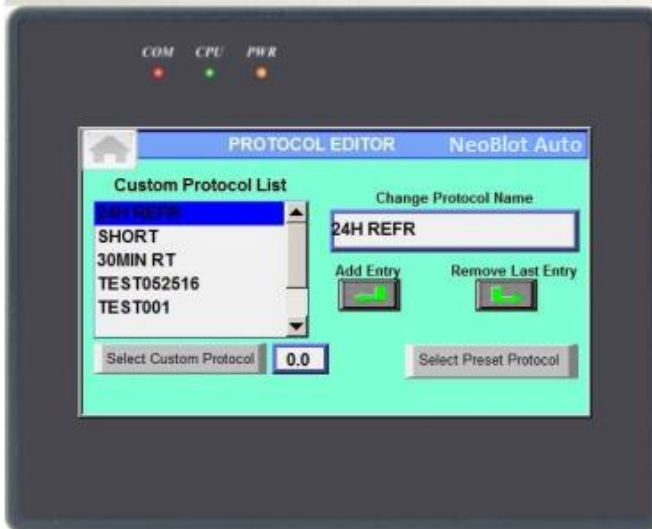 COM CPU PWR
PROTOCOL EDITOR NeoBlot Auto
Custom Protocol List
24H REFR
SHORT
30MIN RT
TEST052516
TEST001
Change Protocol Name
24H REFR
Add Entry Remove Last Entry
Select Custom Protocol 0.0
Select Preset Protocol